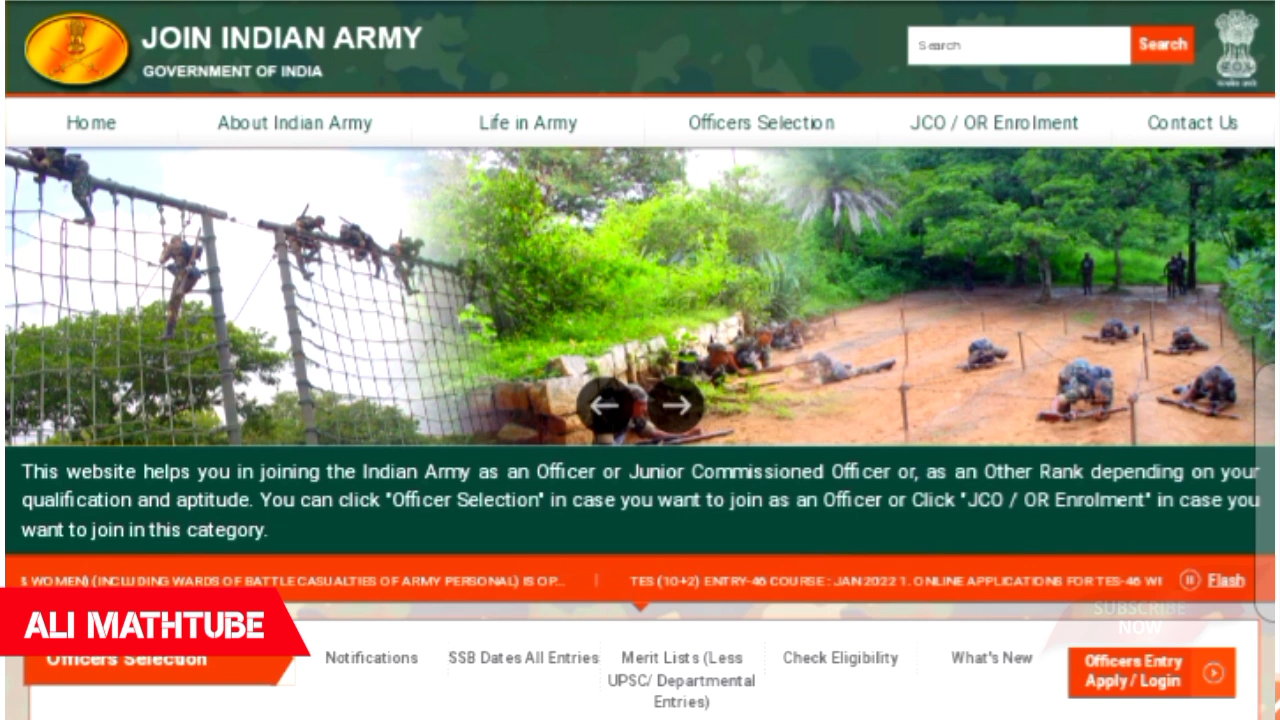 JOIN INDIAN ARMY
GOVERNMENT OF INDIA
Search
Search
Home
About Indian Army
Life in Army
Officers Selection
JCO / OR Enrolment
Contact Us
This website helps you in joining the Indian Army as an Officer or Junior Commissioned Officer or, as an Other Rank depending on your
qualification and aptitude. You can click "Officer Selection" in case you want to join as an Officer or Click "JCO / OR Enrolment" in case you
want to join in this category.
& WOMEN) (INCLUDING WARDS OF BATTLE CASUALTIES OF ARMY PERSONAL) IS OP...
TES (10+2) ENTRY-46 COURSE : JAN 2022 1. ONLINE APPLICATIONS FOR TES-46 WI
Flash
SUBSCRIBE
NOW
ALI MATHTUBE
Officers Selection
Notifications
SSB Dates All Entries
Merit Lists (Less
UPSC/ Departmental
Entries)
Check Eligibility
What's New
Officers Entry
Apply / Login